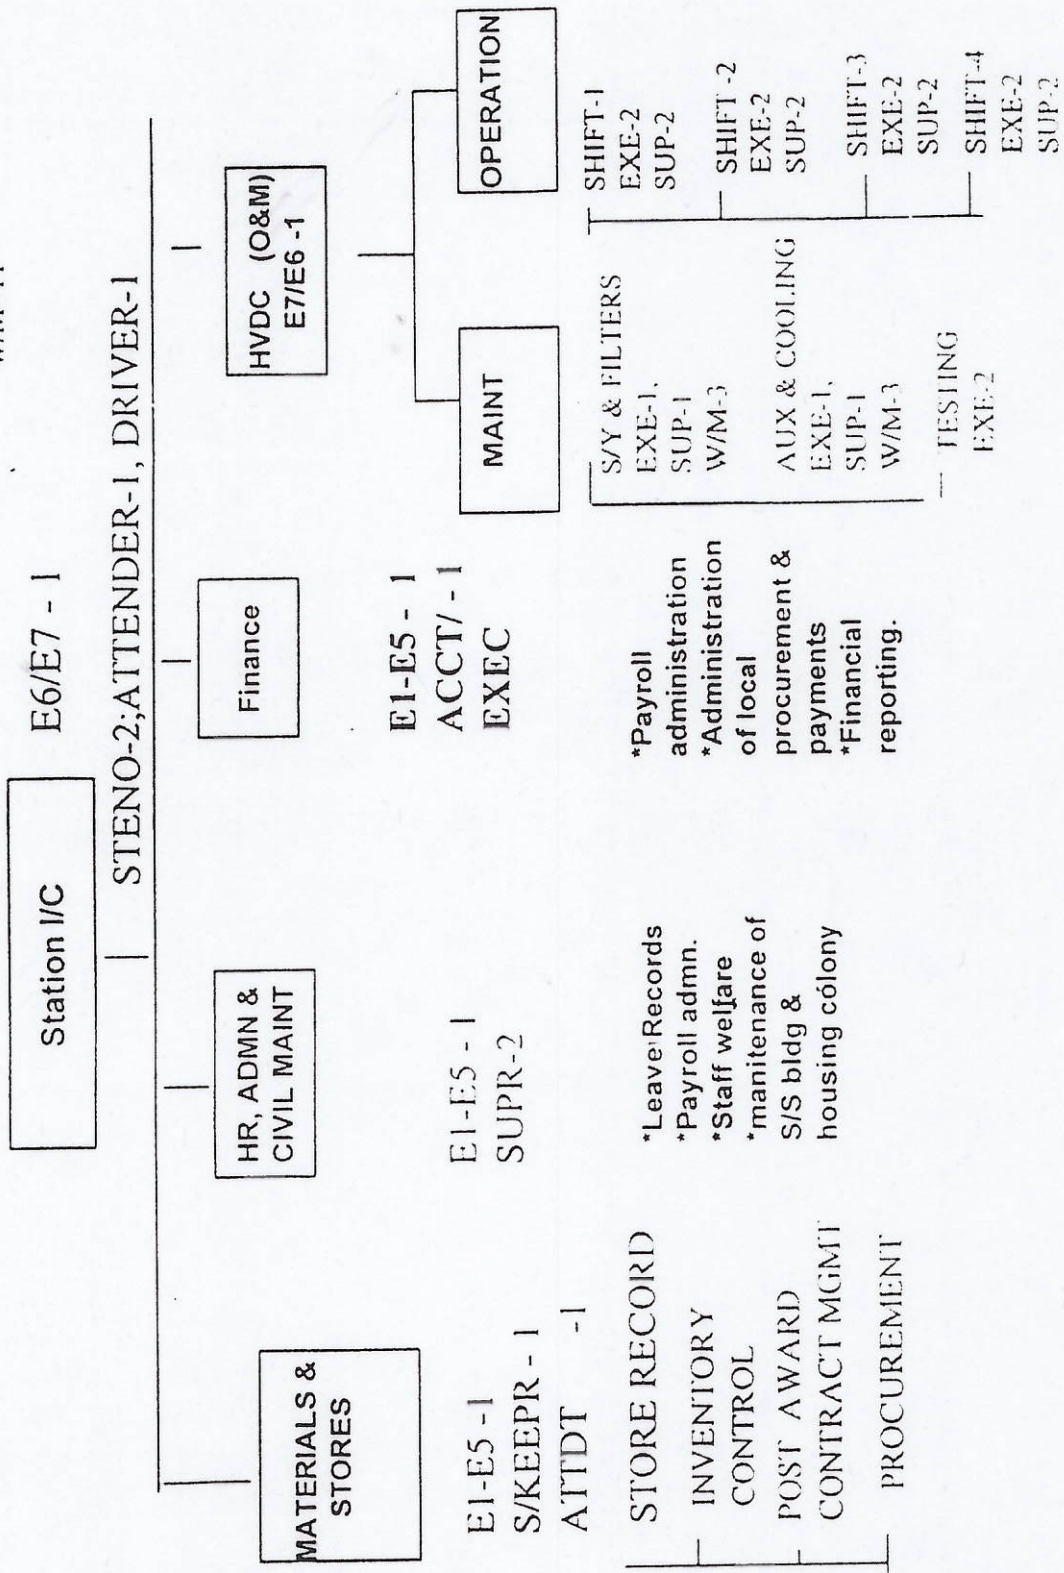 Station I/C
E6/E7 - 1
STENO-2;ATTENDER-1, DRIVER-1
MATERIALS &
STORES
E1-E5 -1
S/KEEPR - 1
ATTDT -1
STORE RECORD
INVENTORY
CONTROL
POST AWARD
CONTRACT MGMT
PROCUREMENT
HR, ADMN &
CIVIL MAINT
E1-E5 - 1
SUPR-2
*Leave Records
*Payroll admn.
*Staff welfare
*manitenance of
S/S bldg &
housing colony
Finance
E1-E5 - 1
ACCT/ - 1
EXEC
*Payroll
administration
*Administration
of local
procurement &
payments
*Financial
reporting.
HVDC (O&M)
E7/E6 -1
MAINT
S/Y & FILTERS
EXE-1,
SUP-1
W/M-3
AUX & COOLING
EXE-1,
SUP-1
W/M-3
TESTING
EXE-2
OPERATION
SHIFT-1
EXE-2
SUP-2
SHIFT -2
EXE-2
SUP-2
SHIFT-3
EXE-2
SUP-2
SHIFT-4
EXE-2
SUP-2